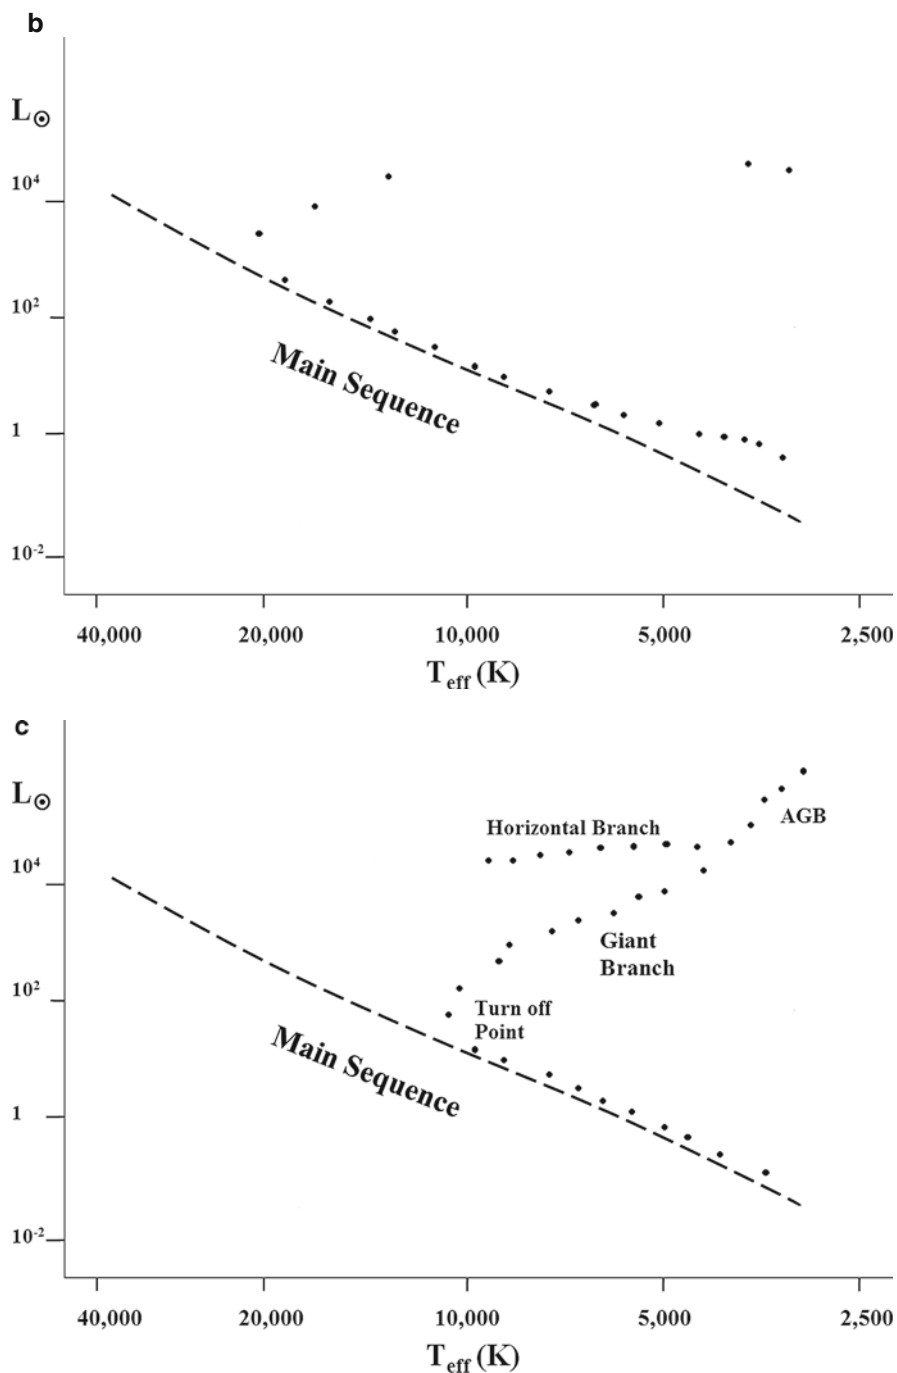 b
L☉
10⁴
10²
1
10⁻²
Main Sequence
40,000 20,000 10,000 5,000 2,500
Teff (K)
c
L☉
10⁴
10²
1
10⁻²
Horizontal Branch
AGB
Giant
Branch
Turn off
Point
Main Sequence
40,000 20,000 10,000 5,000 2,500
Teff (K)